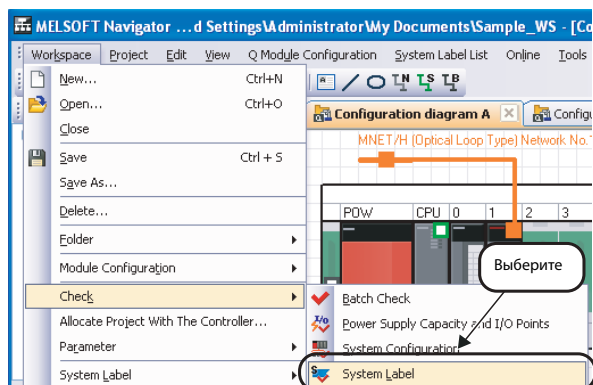 MELSOFT Navigator ...d Settings\Administrator\My Documents\Sample_WS - [Co
Workspace Project Edit View Q Module Configuration System Label List Online Tools
New... Ctrl+N
Open... Ctrl+O
Close
Save Ctrl + S
Save As...
Delete...
Folder
Module Configuration
Check
Allocate Project With The Controller...
Parameter
System Label
Configuration diagram A
Configu
MNET/H (Optical Loop Type) Network No.1
POW CPU 0 1 2 3
Выберите
Batch Check
Power Supply Capacity and I/O Points
System Configuration
System Label